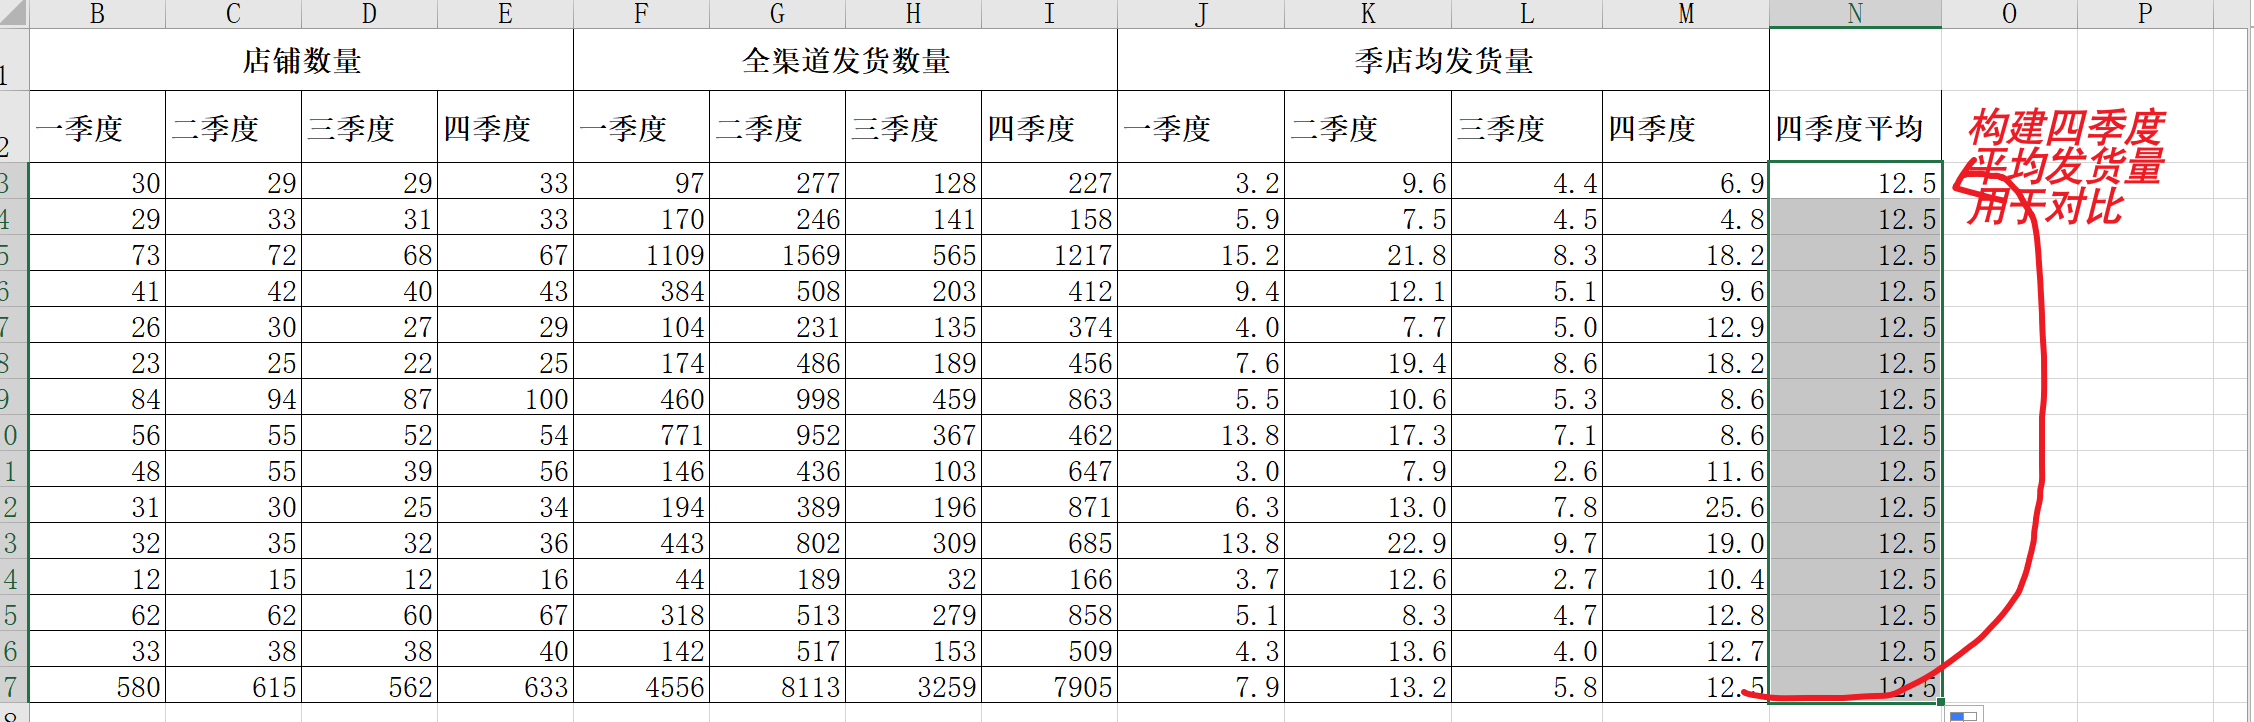 B C D E F G H I J K L M N O P
1 店铺数量 全渠道发货数量 季店均发货量
2 一季度 二季度 三季度 四季度 一季度 二季度 三季度 四季度 一季度 二季度 三季度 四季度 四季度平均
构建四季度
平均发货量
用于对比
3 30 29 29 33 97 277 128 227 3.2 9.6 4.4 6.9 12.5
4 29 33 31 33 170 246 141 158 5.9 7.5 4.5 4.8 12.5
5 73 72 68 67 1109 1569 565 1217 15.2 21.8 8.3 18.2 12.5
6 41 42 40 43 384 508 203 412 9.4 12.1 5.1 9.6 12.5
7 26 30 27 29 104 231 135 374 4.0 7.7 5.0 12.9 12.5
8 23 25 22 25 174 486 189 456 7.6 19.4 8.6 18.2 12.5
9 84 94 87 100 460 998 459 863 5.5 10.6 5.3 8.6 12.5
0 56 55 52 54 771 952 367 462 13.8 17.3 7.1 8.6 12.5
1 48 55 39 56 146 436 103 647 3.0 7.9 2.6 11.6 12.5
2 31 30 25 34 194 389 196 871 6.3 13.0 7.8 25.6 12.5
3 32 35 32 36 443 802 309 685 13.8 22.9 9.7 19.0 12.5
4 12 15 12 16 44 189 32 166 3.7 12.6 2.7 10.4 12.5
5 62 62 60 67 318 513 279 858 5.1 8.3 4.7 12.8 12.5
6 33 38 38 40 142 517 153 509 4.3 13.6 4.0 12.7 12.5
7 580 615 562 633 4556 8113 3259 7905 7.9 13.2 5.8 12.5 12.5
8